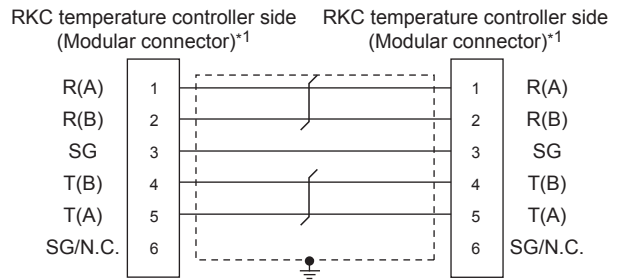 RKC temperature controller side RKC temperature controller side
(Modular connector)*1 (Modular connector)*1
R(A) 1 1 R(A)
R(B) 2 2 R(B)
SG 3 3 SG
T(B) 4 4 T(B)
T(A) 5 5 T(A)
SG/N.C. 6 6 SG/N.C.